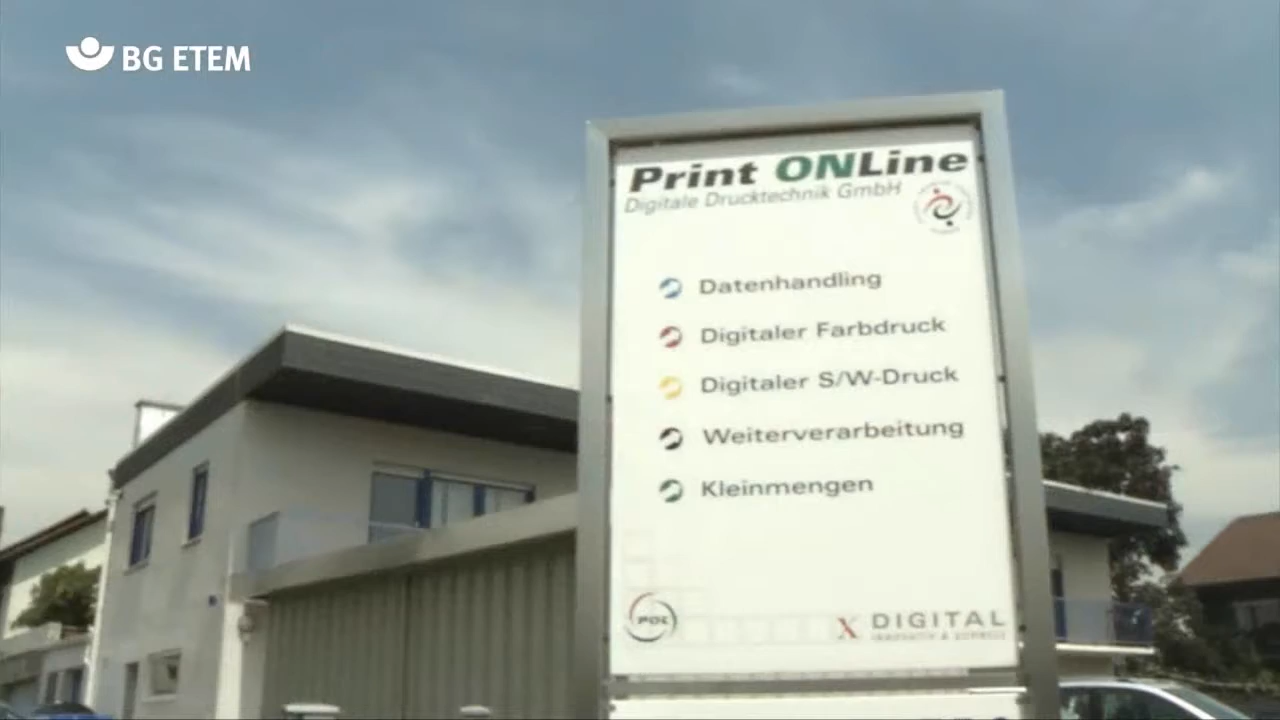 BG ETEM
Print ONLine
Digitale Drucktechnik GmbH
Datenhandling
Digitaler Farbdruck
Digitaler S/W-Druck
Weiterverarbeitung
Kleinmengen
POL
X DIGITAL